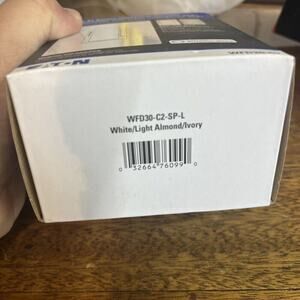 WFD30-C2-SP-L
White/Light Almond/Ivory
0 32664 76099 0